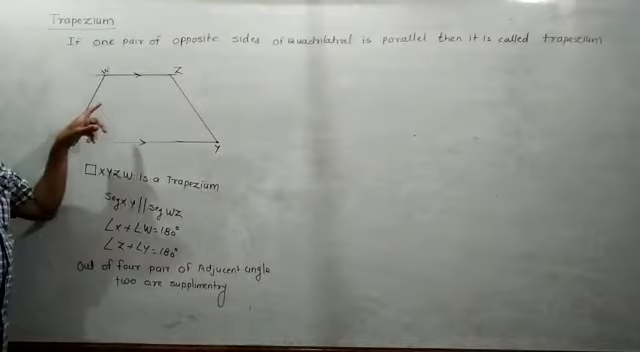 Trapezium
If one pair of opposite sides of Quadrilatral is parallel then it is called trapezium
W Z
Y
□XYZW is a Trapezium
seg XY || seg WZ
∠X + ∠W = 180°
∠Z + ∠Y = 180°
Out of four pair of Adjucent angle
two are supplimentry